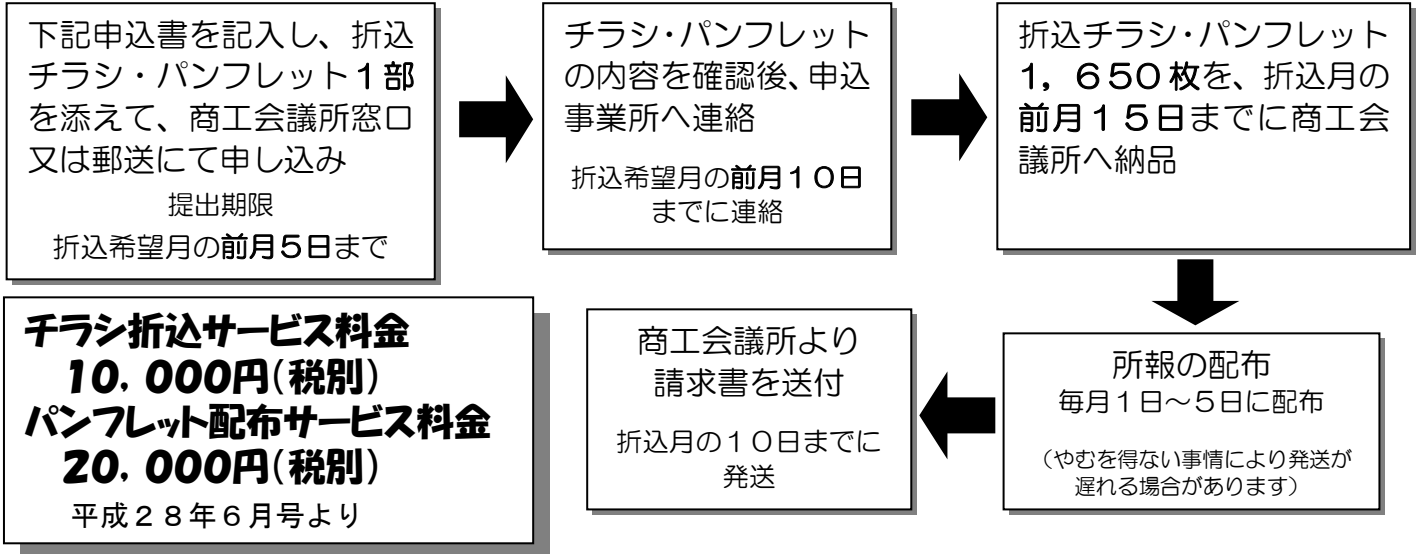 下記申込書を記入し、折込
チラシ・パンフレット１部
を添えて、商工会議所窓口
又は郵送にて申し込み
提出期限
折込希望月の前月５日まで
チラシ・パンフレット
の内容を確認後、申込
事業所へ連絡
折込希望月の前月１０日
までに連絡
折込チラシ・パンフレット
１，６５０枚を、折込月の
前月１５日までに商工会
議所へ納品
所報の配布
毎月１日～５日に配布
（やむを得ない事情により発送が
遅れる場合があります）
商工会議所より
請求書を送付
折込月の１０日までに
発送
チラシ折込サービス料金
１０，０００円（税別）
パンフレット配布サービス料金
２０，０００円（税別）
平成２８年６月号より